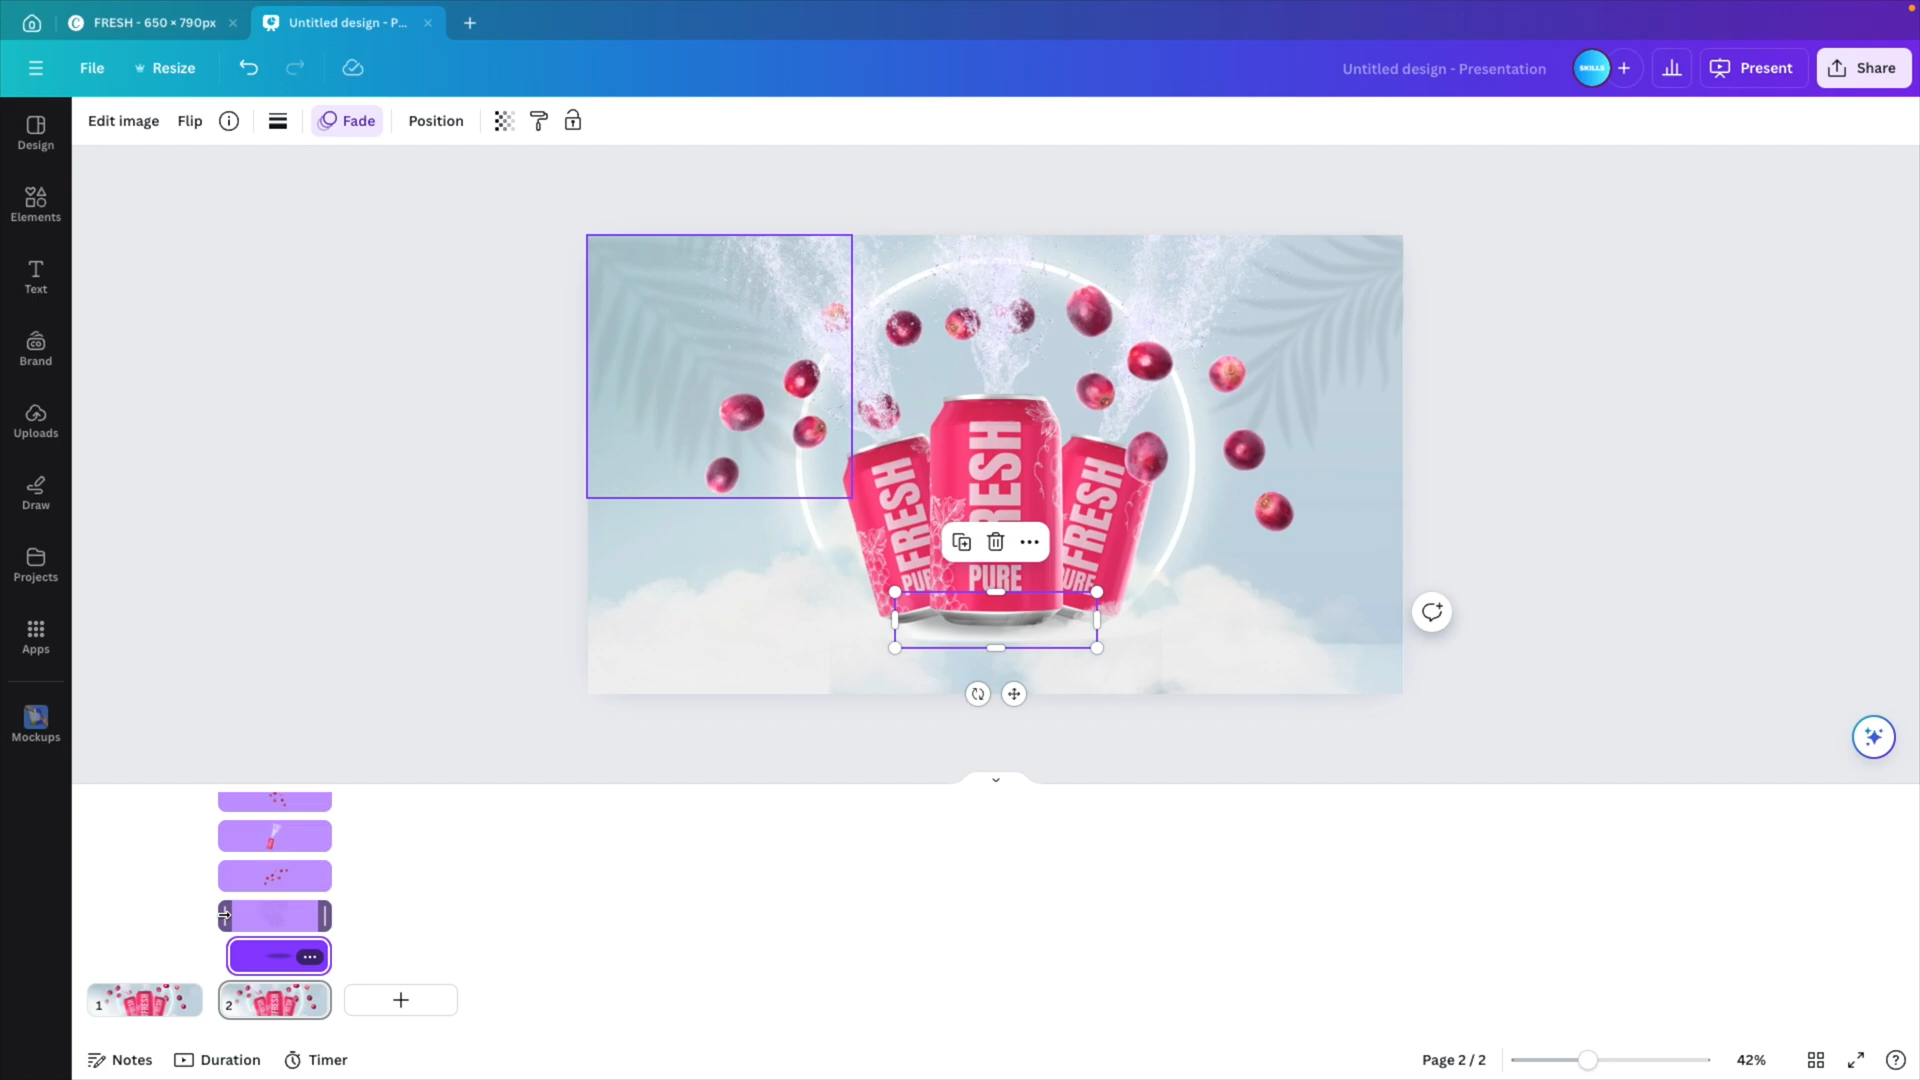 FRESH - 650 × 790px
Untitled design - P...
File
Resize
Untitled design - Presentation
SKILLS
Present
Share
Edit image
Flip
Fade
Position
Design
Elements
Text
Brand
Uploads
Draw
Projects
Apps
Mockups
FRESH
FRESH
FRESH
PURE
1
2
Notes
Duration
Timer
Page 2 / 2
42%